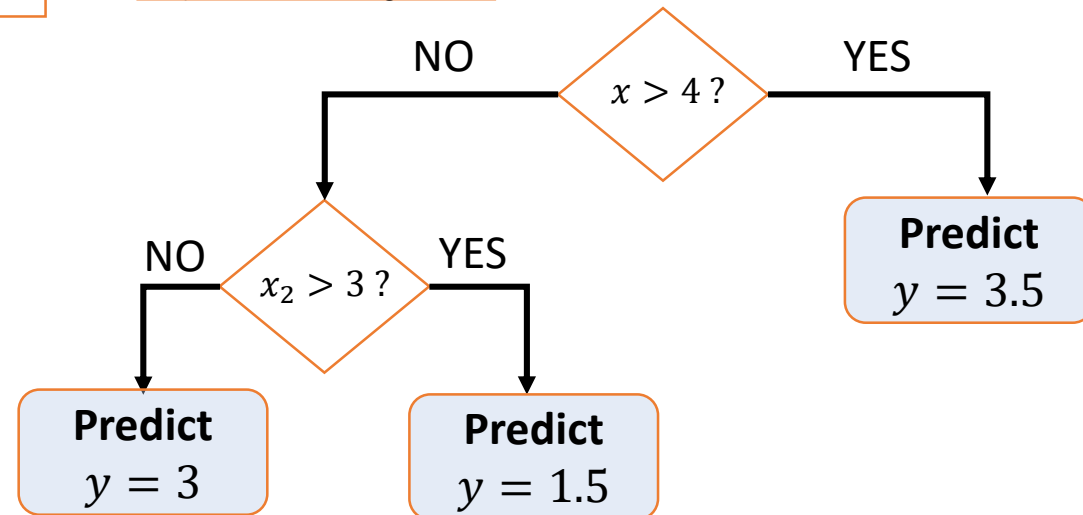 NO
YES
x > 4 ?
Predict
y = 3.5
NO
YES
x₂ > 3 ?
Predict
y = 3
Predict
y = 1.5